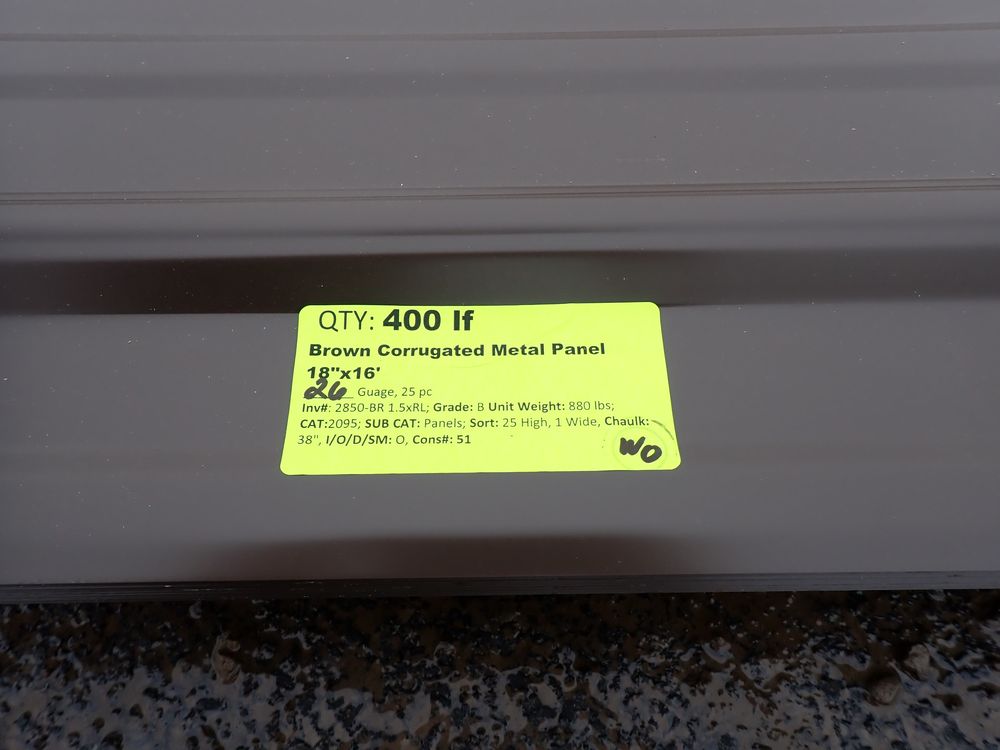 QTY: 400 lf
Brown Corrugated Metal Panel
18"x16'
26 Guage, 25 pc
Inv#: 2850-BR 1.5xRL; Grade: B Unit Weight: 880 lbs;
CAT:2095; SUB CAT: Panels; Sort: 25 High, 1 Wide, Chaulk:
38", I/O/D/SM: O, Cons#: 51
WO